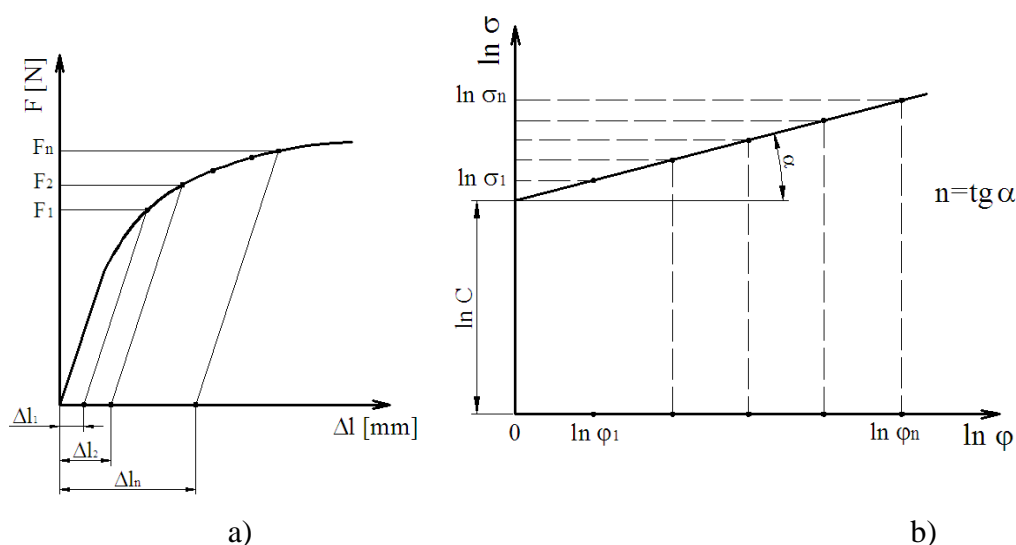 F [N]
Fn
F2
F1
Δl1
Δl2
Δln
Δl [mm]
a)
ln σ
ln σn
ln σ1
α
n=tg α
ln C
0
ln φ1
ln φn
ln φ
b)